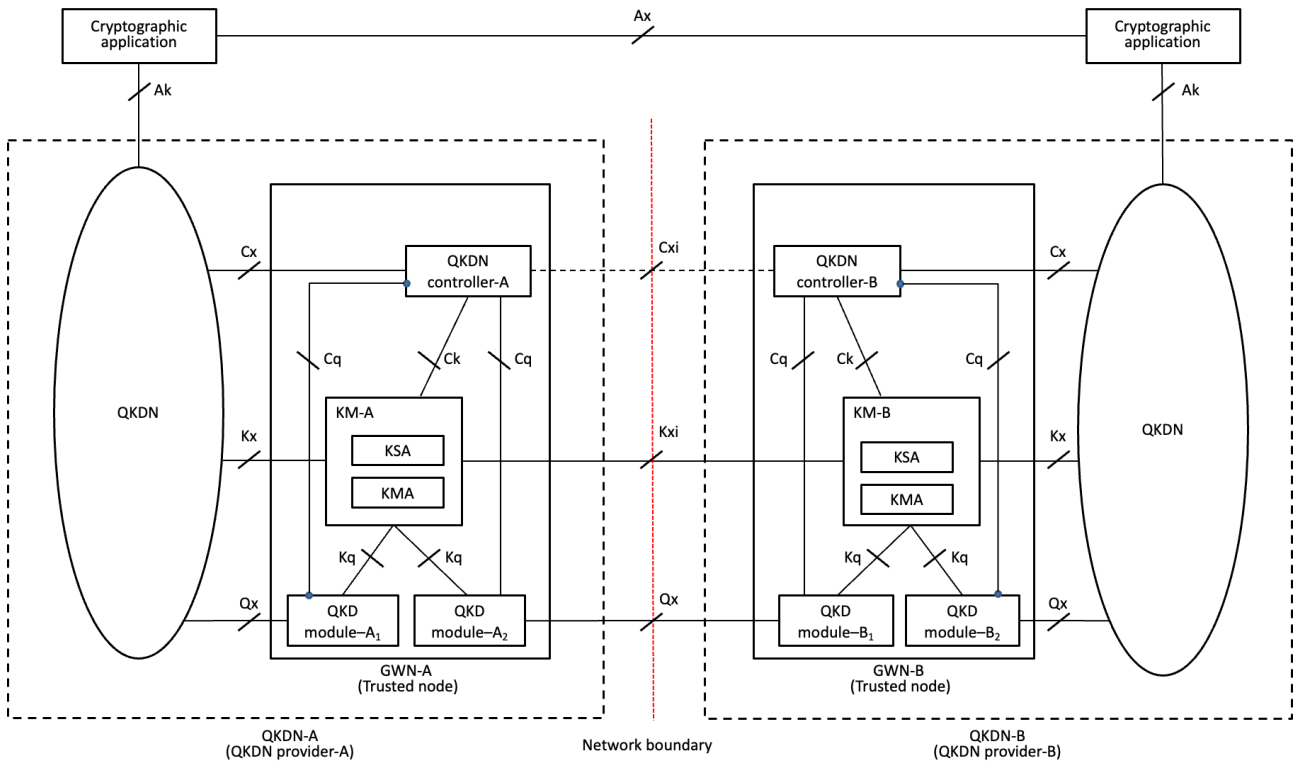 Ax
Cryptographic
application
Cryptographic
application
Ak
Ak
Cx
Cxi
Cx
QKDN
controller-A
QKDN
controller-B
Cq
Ck
Cq
Cq
Ck
Cq
QKDN
QKDN
KM-A
KM-B
Kx
Kxi
Kx
KSA
KMA
KSA
KMA
Kq
Kq
Kq
Kq
Qx
Qx
Qx
QKD
module–A₁
QKD
module–A₂
QKD
module–B₁
QKD
module–B₂
GWN-A
(Trusted node)
GWN-B
(Trusted node)
QKDN-A
(QKDN provider-A)
Network boundary
QKDN-B
(QKDN provider-B)